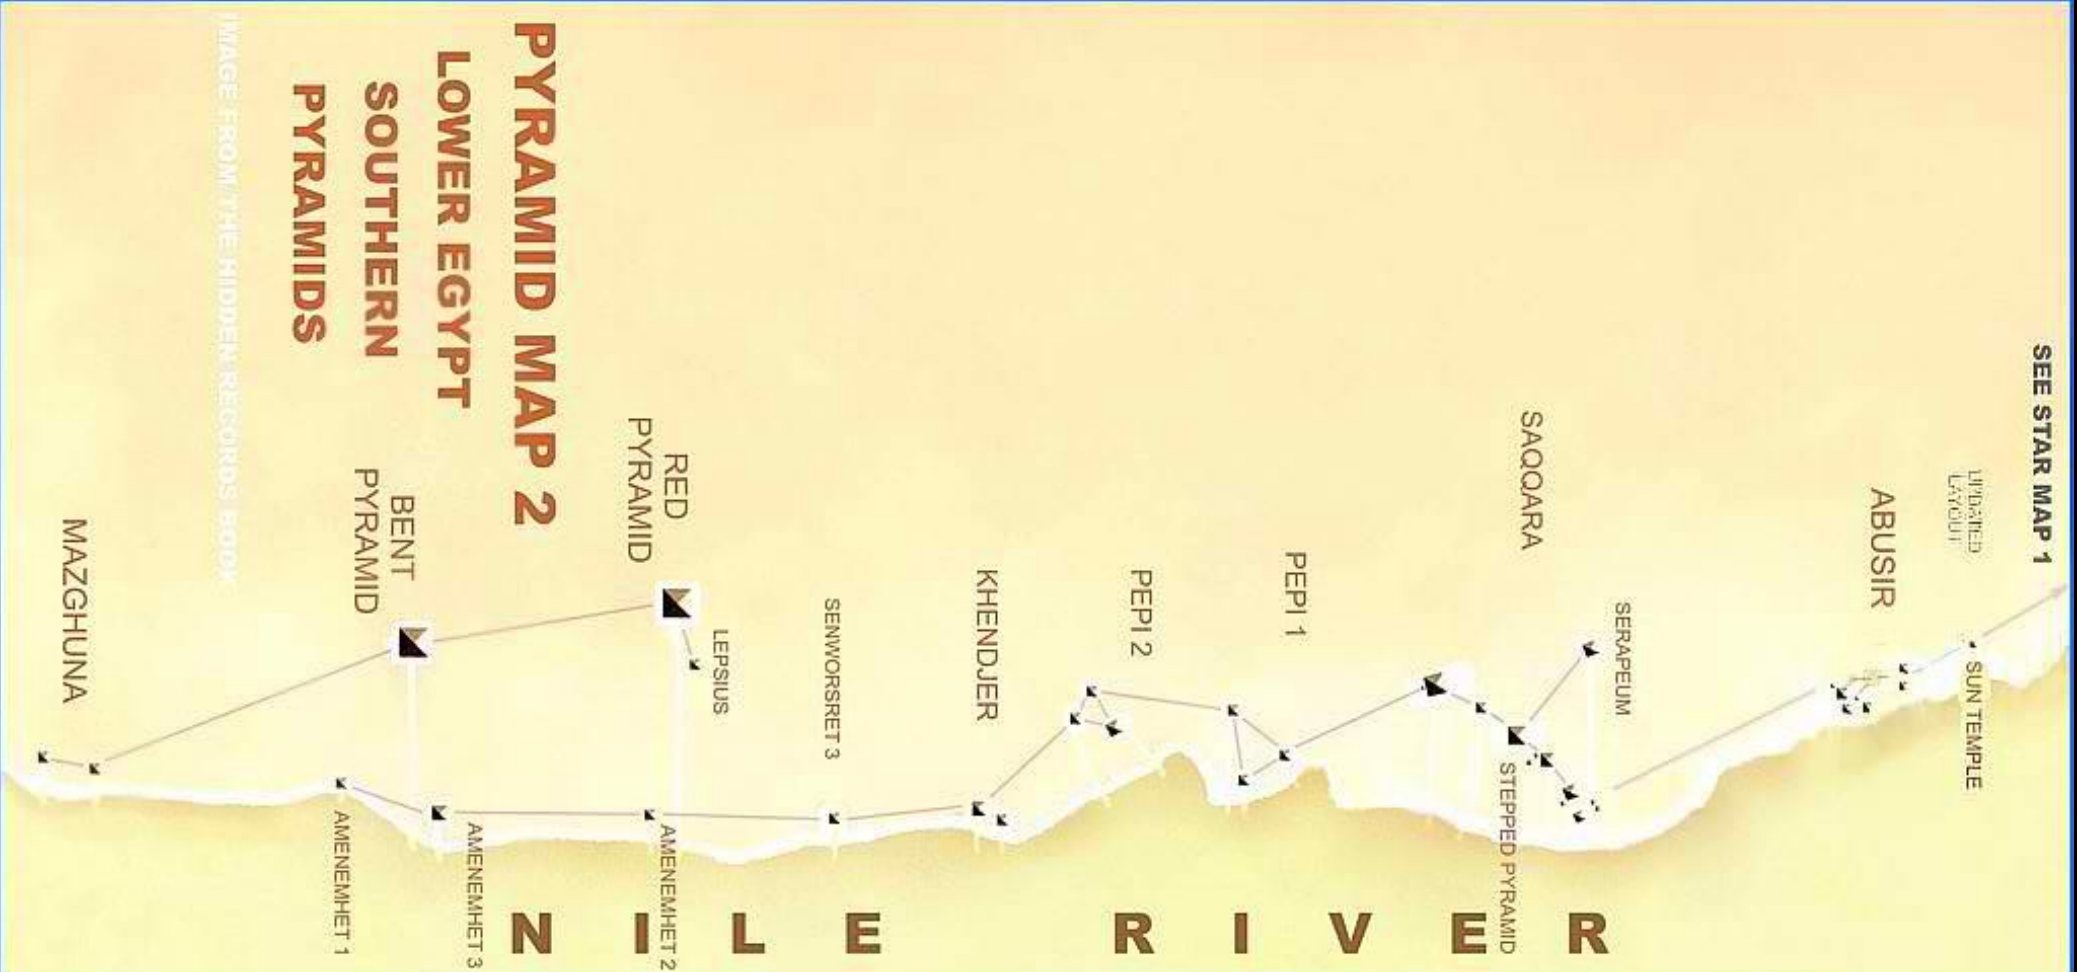 PYRAMID MAP 2
LOWER EGYPT
SOUTHERN
PYRAMIDS
IMAGE FROM THE HIDDEN RECORDS BOOK
SEE STAR MAP 1
UPDATED
LAYOUT
ABUSIR
SUN TEMPLE
SERAPEUM
SAQQARA
STEPPED PYRAMID
PEPI 1
PEPI 2
KHENDJER
SENWORSRET 3
LEPSIUS
RED
PYRAMID
AMENEMHET 2
BENT
PYRAMID
AMENEMHET 3
AMENEMHET 1
MAZGHUNA
NILE RIVER